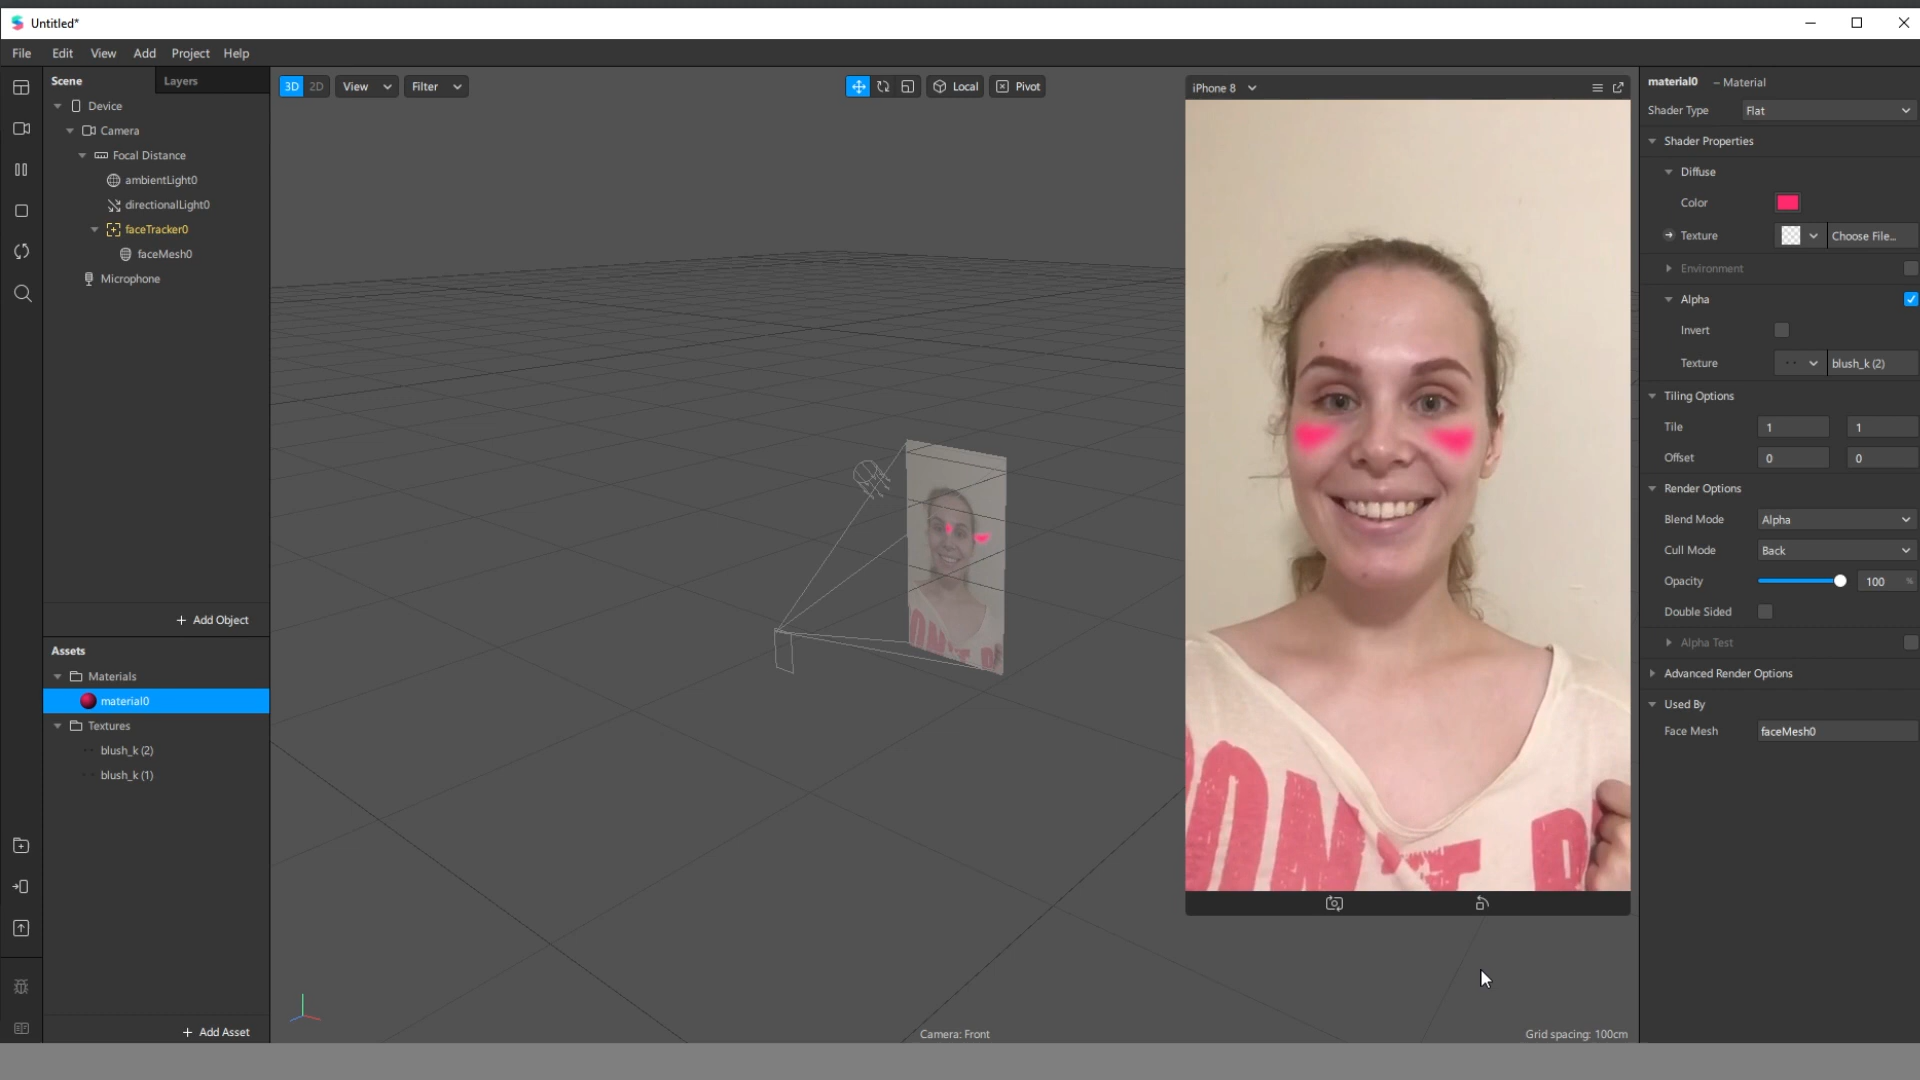 Untitled*
File Edit View Add Project Help
Scene Layers
Device
Camera
Focal Distance
ambientLight0
directionalLight0
faceTracker0
faceMesh0
Microphone
+ Add Object
Assets
Materials
material0
Textures
blush_k (2)
blush_k (1)
+ Add Asset
3D 2D View Filter
Local Pivot
Camera: Front
Grid spacing: 100cm
iPhone 8
ON'T B
material0 – Material
Shader Type Flat
Shader Properties
Diffuse
Color
Texture Choose File...
Environment
Alpha
Invert
Texture blush_k (2)
Tiling Options
Tile 1 1
Offset 0 0
Render Options
Blend Mode Alpha
Cull Mode Back
Opacity 100 %
Double Sided
Alpha Test
Advanced Render Options
Used By
Face Mesh faceMesh0